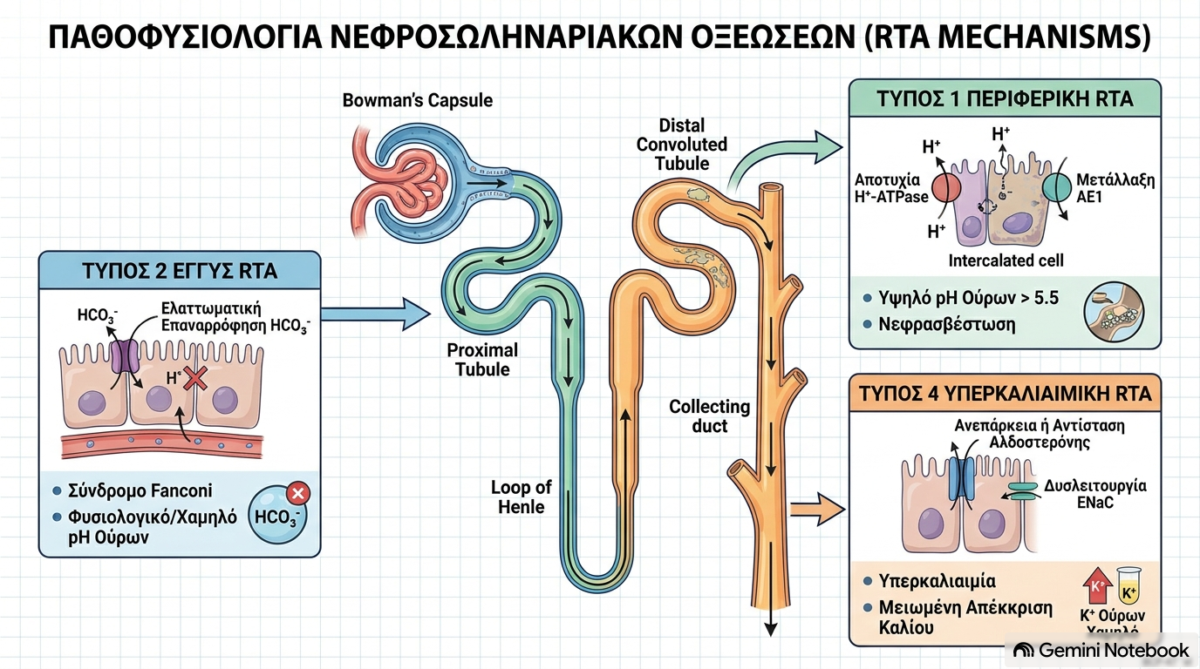 ΠΑΘΟΦΥΣΙΟΛΟΓΙΑ ΝΕΦΡΟΣΩΛΗΝΑΡΙΑΚΩΝ ΟΞΕΩΣΕΩΝ (RTA MECHANISMS)
Bowman's Capsule
Distal
Convoluted
Tubule
Proximal
Tubule
Collecting
duct
Loop of
Henle
ΤΥΠΟΣ 2 ΕΓΓΥΣ RTA
HCO₃⁻
Ελαττωματική
Επαναρρόφηση HCO₃⁻
H⁺
Σύνδρομο Fanconi
Φυσιολογικό/Χαμηλό
pH Ούρων
HCO₃⁻
ΤΥΠΟΣ 1 ΠΕΡΙΦΕΡΙΚΗ RTA
H⁺
H⁺
Αποτυχία
H⁺-ATPase
H⁺
Μετάλλαξη
AE1
Intercalated cell
Υψηλό pH Ούρων > 5.5
Νεφρασβέστωση
ΤΥΠΟΣ 4 ΥΠΕΡΚΑΛΙΑΙΜΙΚΗ RTA
Ανεπάρκεια ή Αντίσταση
Αλδοστερόνης
Δυσλειτουργία
ENaC
Υπερκαλιαιμία
Μειωμένη Απέκκριση
Καλίου
K⁺
K⁺
K⁺ Ούρων
Χαμηλό
Gemini Notebook